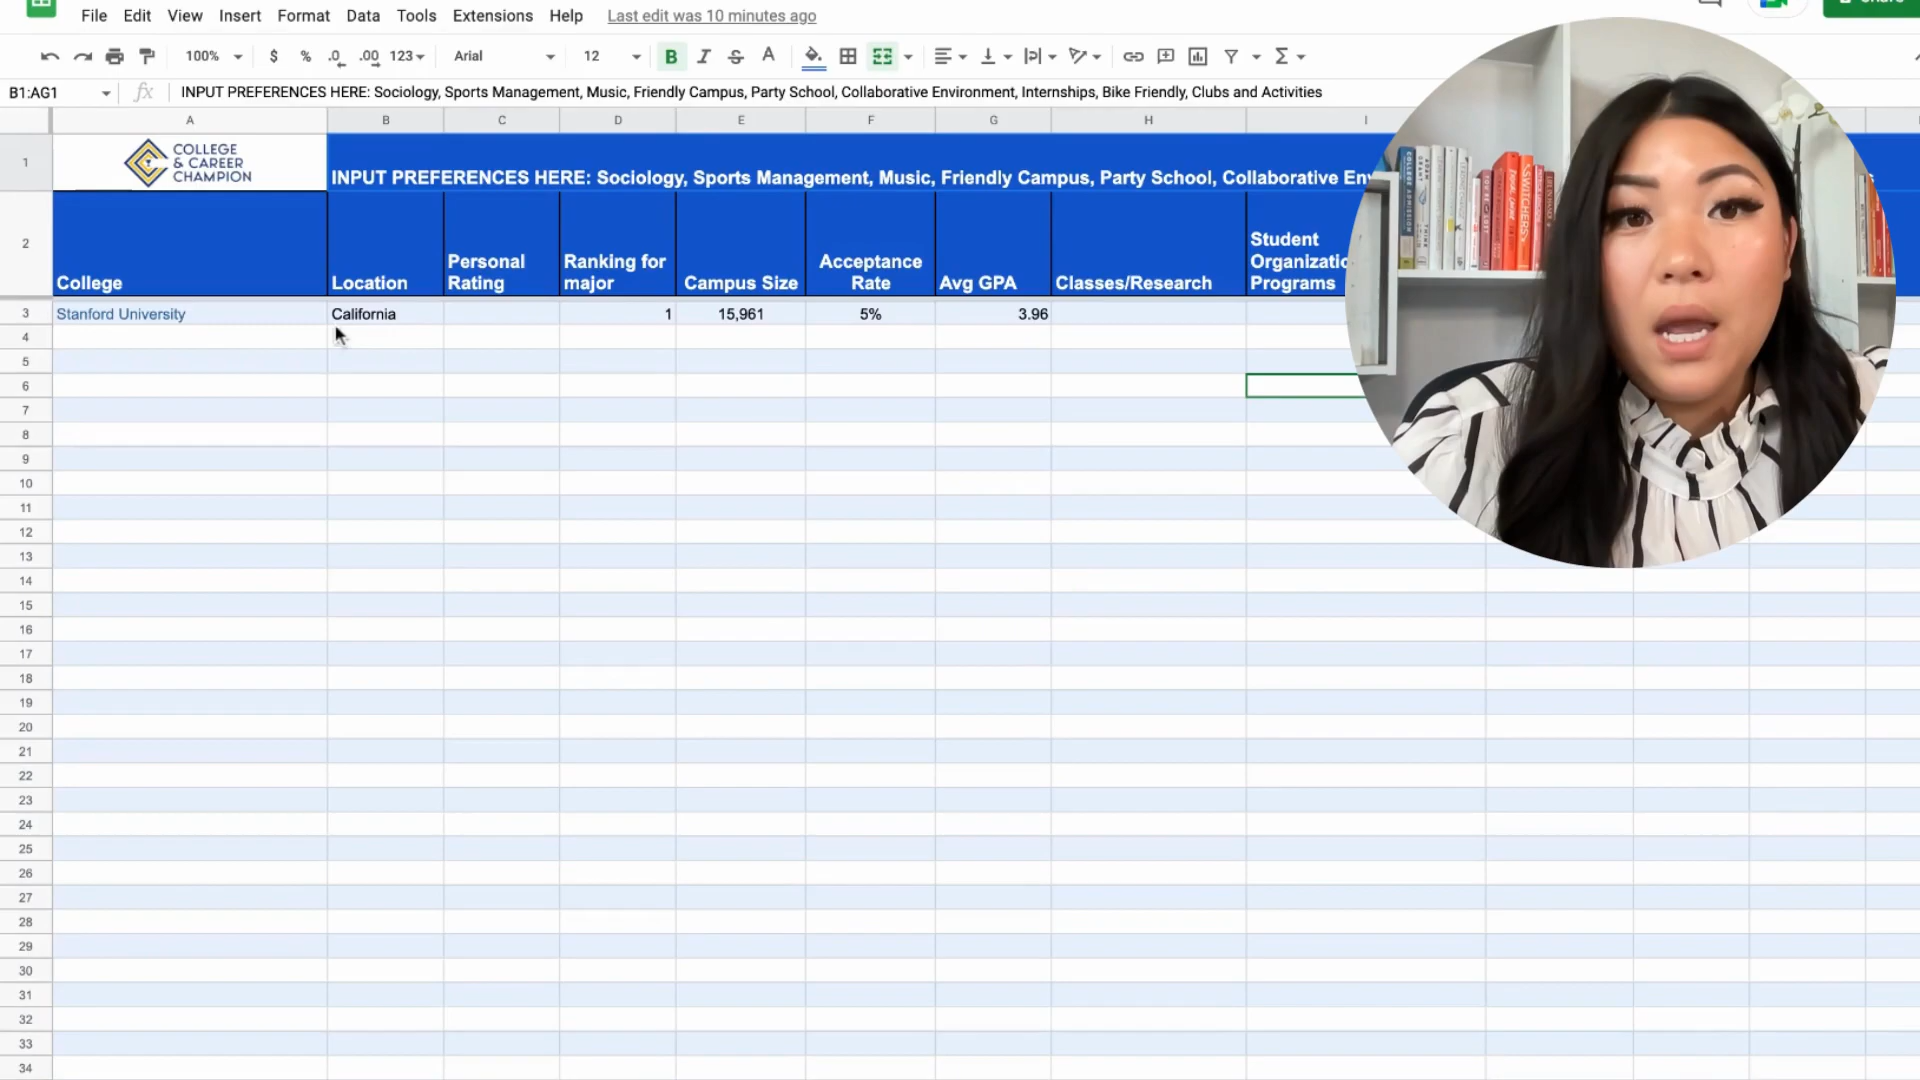 File Edit View Insert Format Data Tools Extensions Help Last edit was 10 minutes ago
100% $ % .0 .00 123 Arial 12 B I S A
B1:AG1 fx INPUT PREFERENCES HERE: Sociology, Sports Management, Music, Friendly Campus, Party School, Collaborative Environment, Internships, Bike Friendly, Clubs and Activities
A B C D E F G H I
1
COLLEGE
& CAREER
CHAMPION
INPUT PREFERENCES HERE: Sociology, Sports Management, Music, Friendly Campus, Party School, Collaborative Env
2
College
Location
Personal
Rating
Ranking for
major
Campus Size
Acceptance
Rate
Avg GPA
Classes/Research
Student
Organizatio
Programs
3 Stanford University California 1 15,961 5% 3.96
4
5
6
7
8
9
10
11
12
13
14
15
16
17
18
19
20
21
22
23
24
25
26
27
28
29
30
31
32
33
34